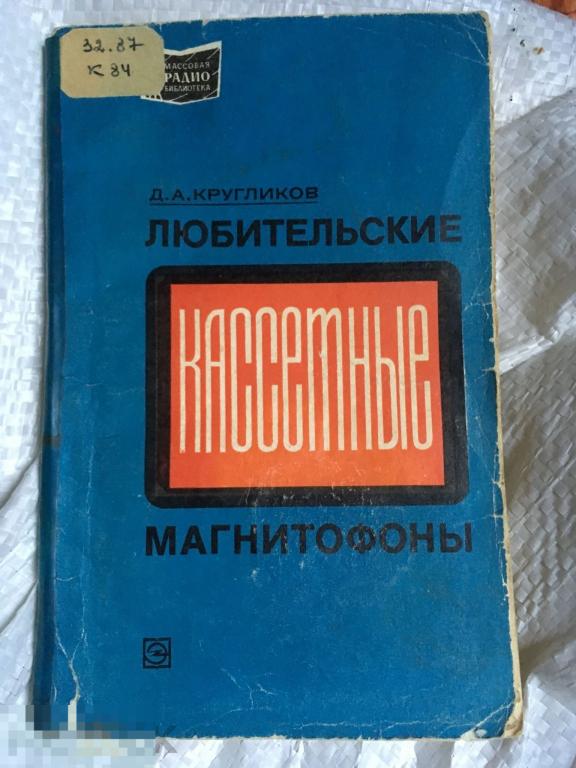 32.87
К 84
МАССОВАЯ
РАДИО
БИБЛИОТЕКА
Д.А.КРУГЛИКОВ
ЛЮБИТЕЛЬСКИЕ
КАССЕТНЫЕ
МАГНИТОФОНЫ